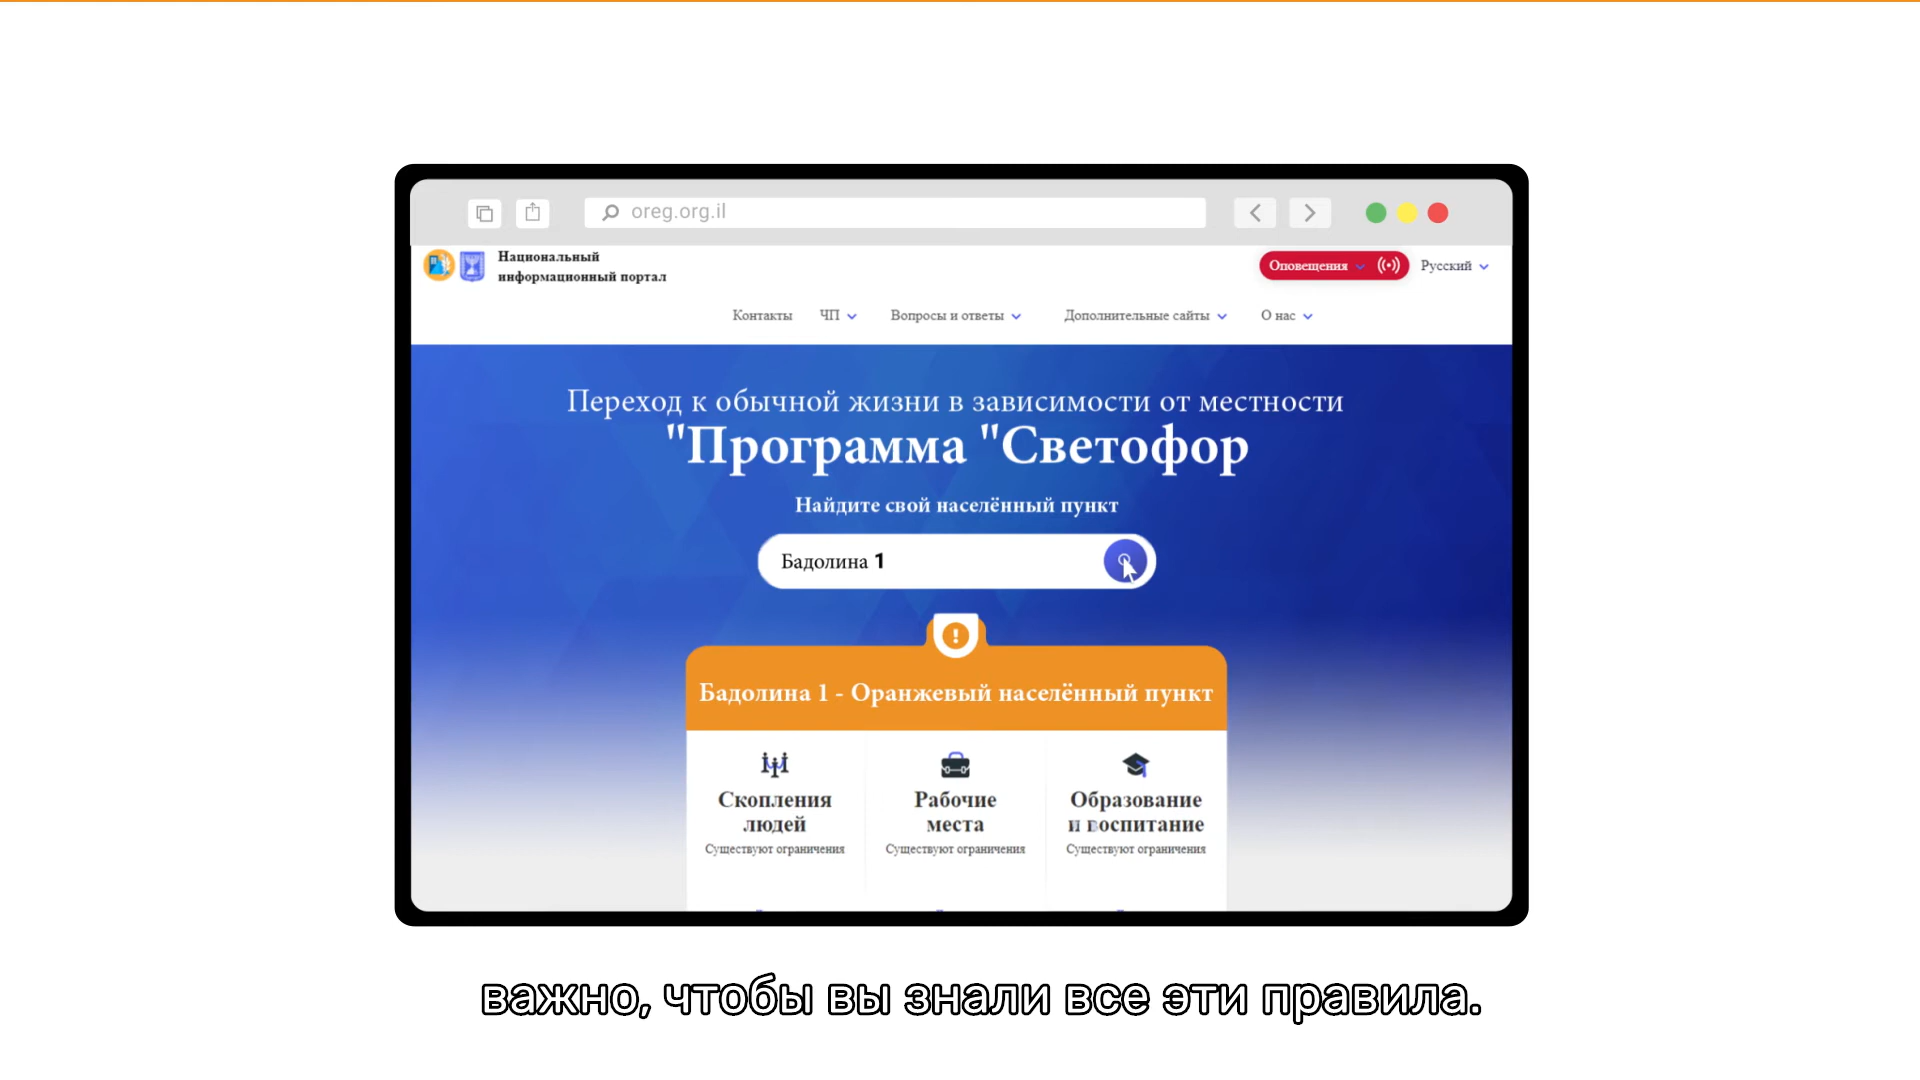 oreg.org.il
Национальный
информационный портал
Оповещения
Русский
Контакты ЧП Вопросы и ответы Дополнительные сайты О нас
Переход к обычной жизни в зависимости от местности
"Программа "Светофор
Найдите свой населённый пункт
Бадолина 1
Бадолина 1 - Оранжевый населённый пункт
Скопления
людей
Существуют ограничения
Рабочие
места
Существуют ограничения
Образование
и воспитание
Существуют ограничения
важно, чтобы вы знали все эти правила.